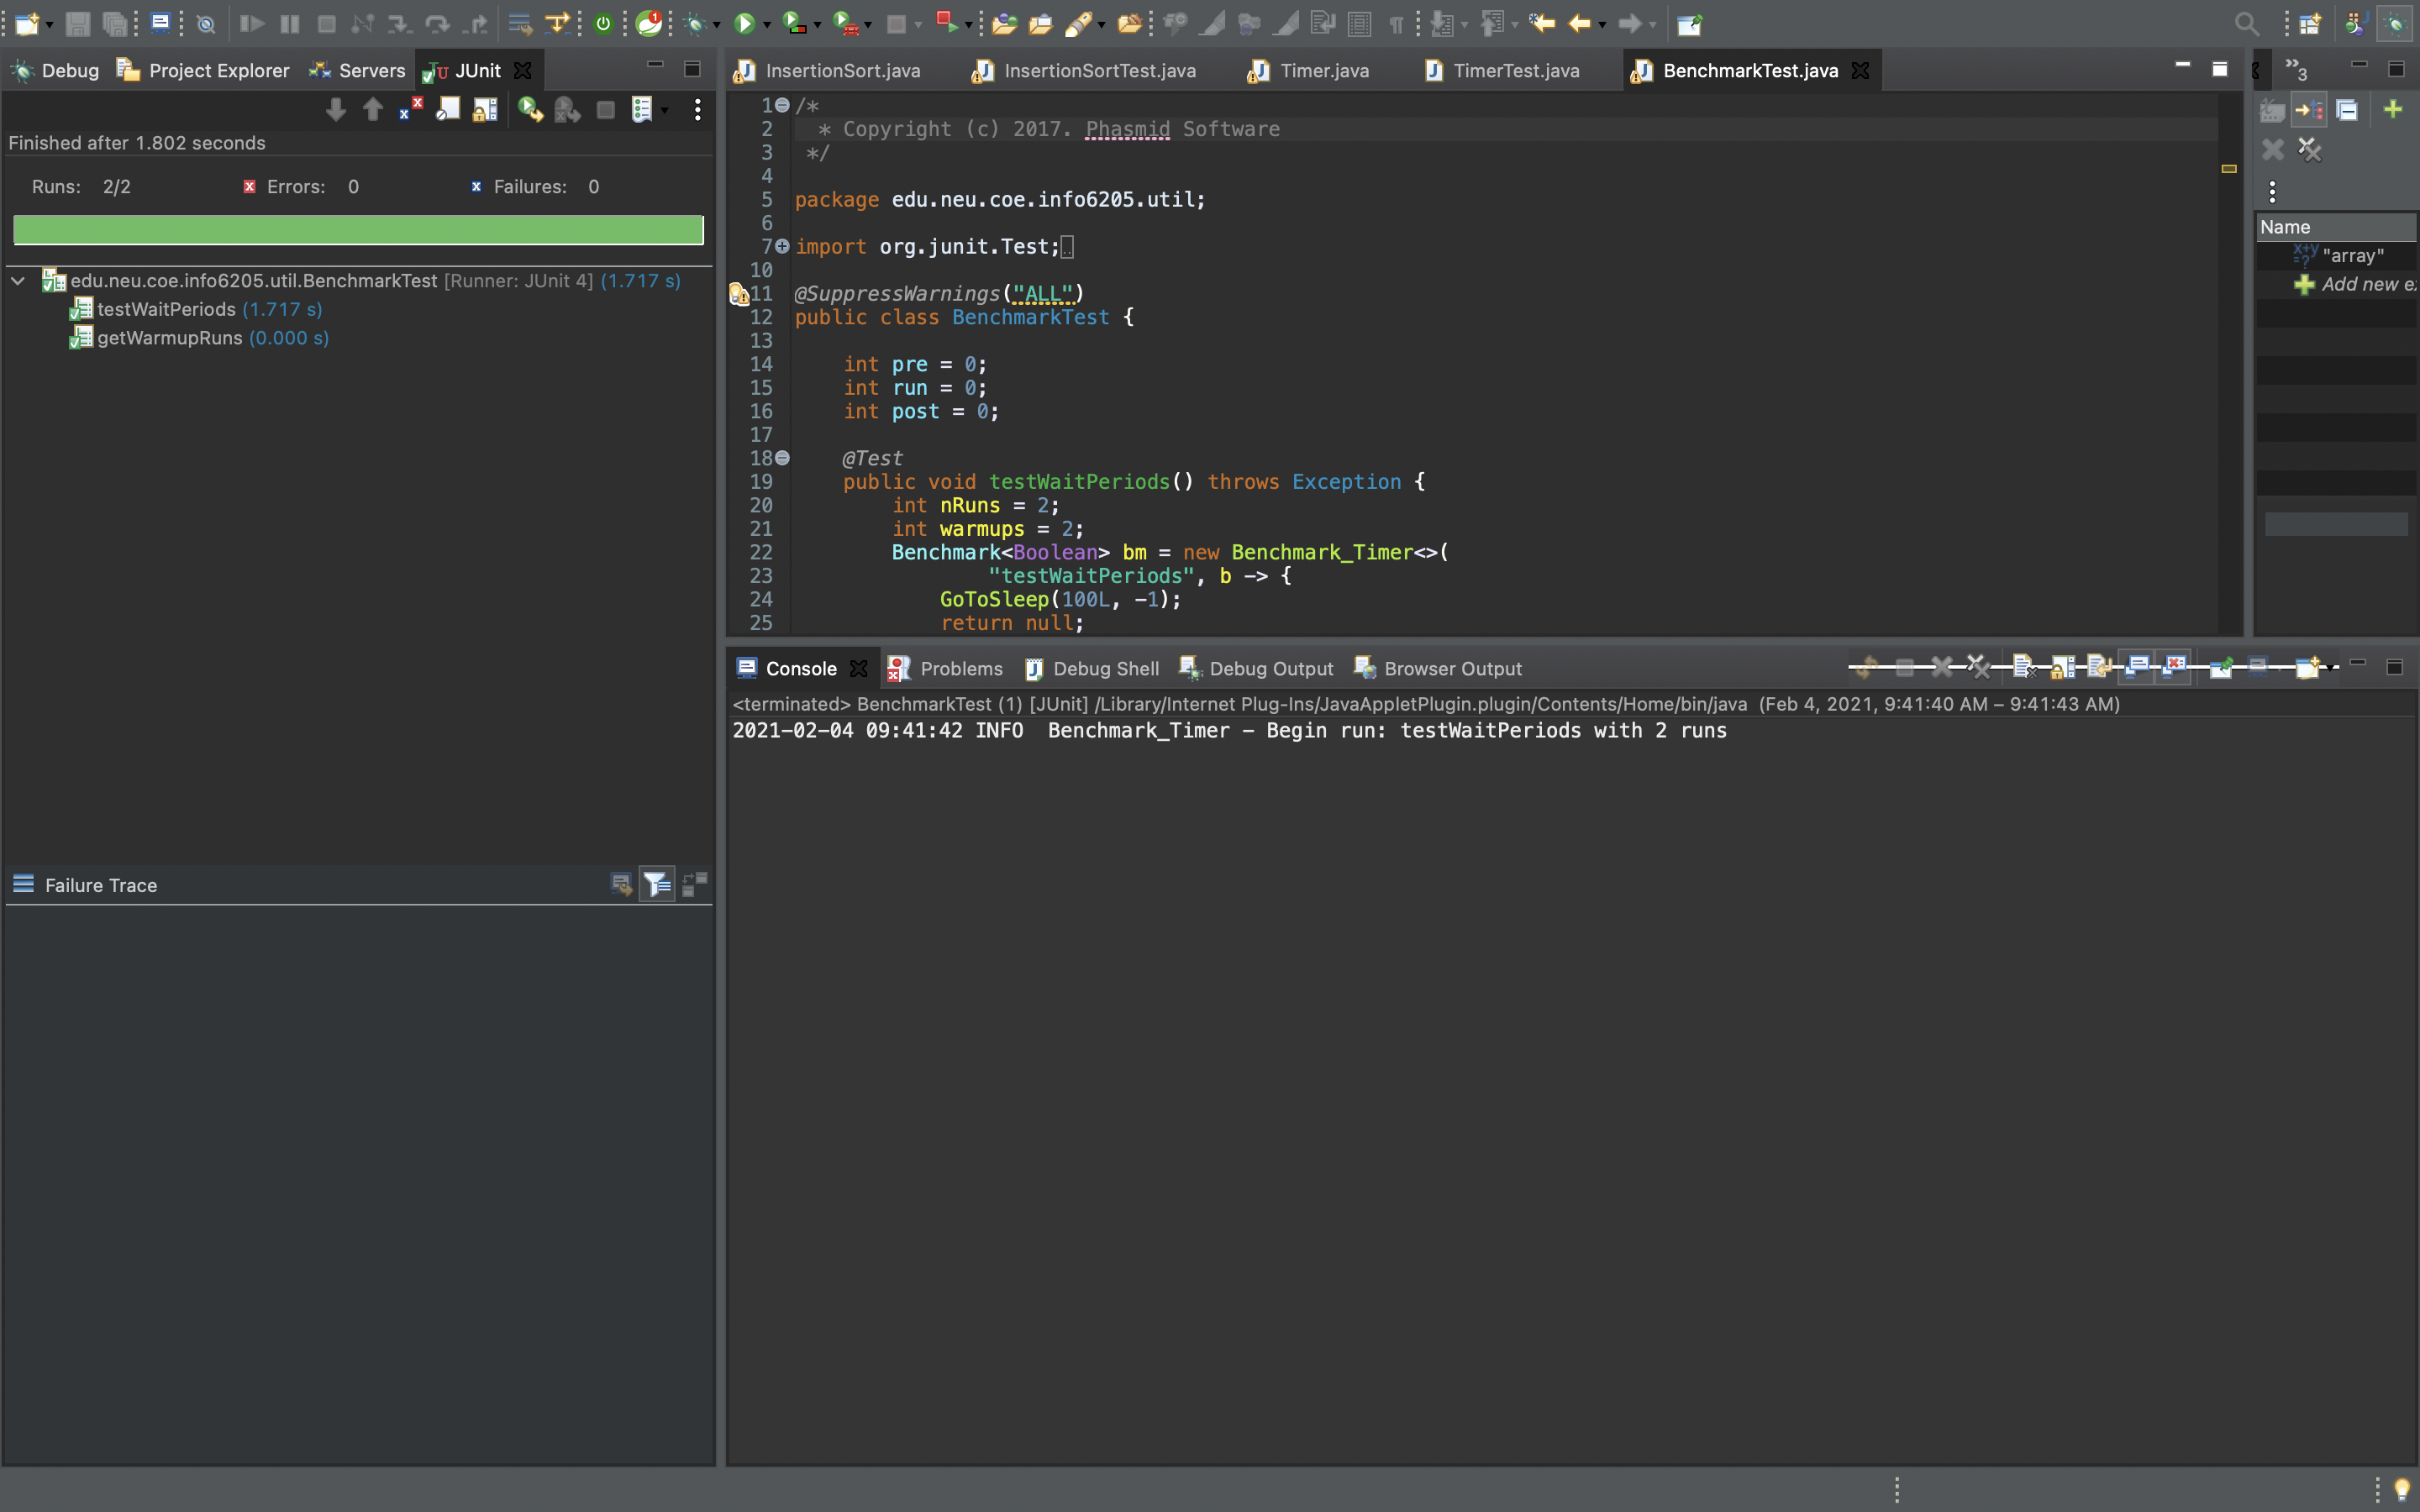 Debug Project Explorer Servers JUnit
Finished after 1.802 seconds
Runs: 2/2 Errors: 0 Failures: 0
edu.neu.coe.info6205.util.BenchmarkTest [Runner: JUnit 4] (1.717 s)
testWaitPeriods (1.717 s)
getWarmupRuns (0.000 s)
Failure Trace
InsertionSort.java InsertionSortTest.java Timer.java TimerTest.java BenchmarkTest.java
1 /*
2 * Copyright (c) 2017. Phasmid Software
3 */
4
5 package edu.neu.coe.info6205.util;
6
7 import org.junit.Test;
10
11 @SuppressWarnings("ALL")
12 public class BenchmarkTest {
13
14 int pre = 0;
15 int run = 0;
16 int post = 0;
17
18 @Test
19 public void testWaitPeriods() throws Exception {
20 int nRuns = 2;
21 int warmups = 2;
22 Benchmark<Boolean> bm = new Benchmark_Timer<>(
23 "testWaitPeriods", b -> {
24 GoToSleep(100L, -1);
25 return null;
»3
Name
"array"
Add new e
Console Problems Debug Shell Debug Output Browser Output
<terminated> BenchmarkTest (1) [JUnit] /Library/Internet Plug-Ins/JavaAppletPlugin.plugin/Contents/Home/bin/java (Feb 4, 2021, 9:41:40 AM – 9:41:43 AM)
2021-02-04 09:41:42 INFO Benchmark_Timer - Begin run: testWaitPeriods with 2 runs